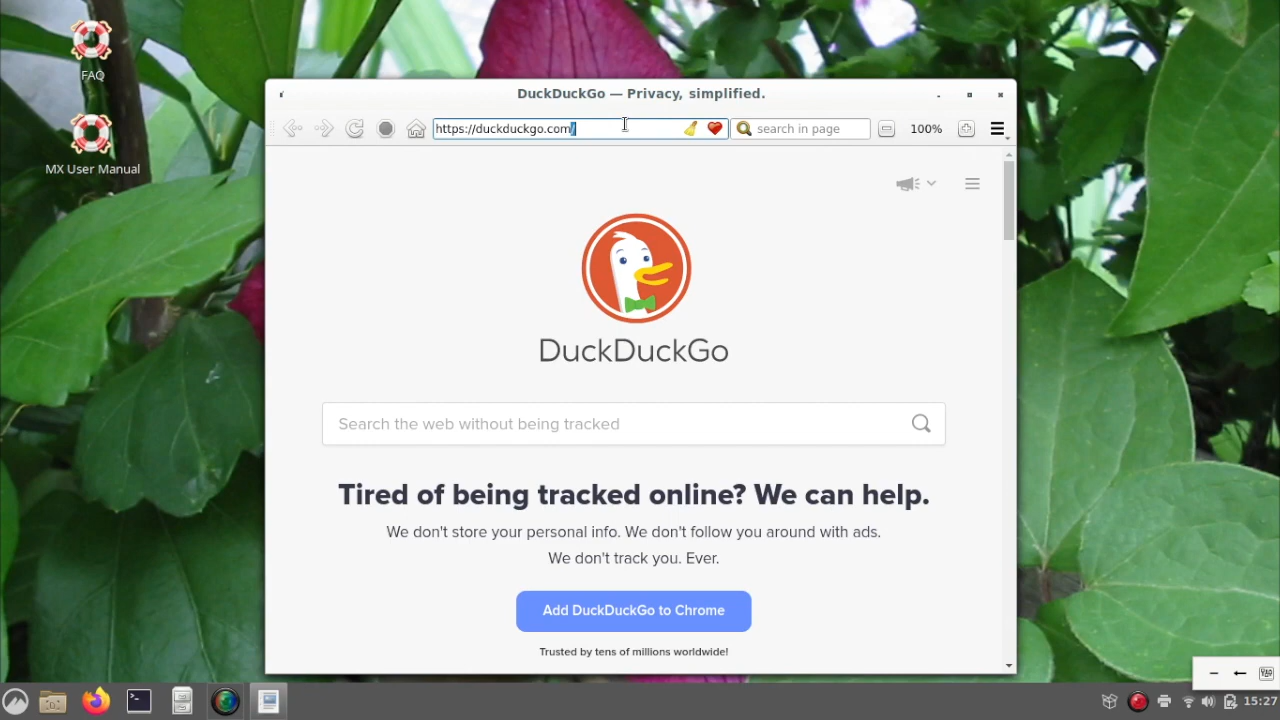 FAQ
MX User Manual
DuckDuckGo — Privacy, simplified.
https://duckduckgo.com/
search in page
100%
DuckDuckGo
Search the web without being tracked
Tired of being tracked online? We can help.
We don't store your personal info. We don't follow you around with ads.
We don't track you. Ever.
Add DuckDuckGo to Chrome
Trusted by tens of millions worldwide!
15:27